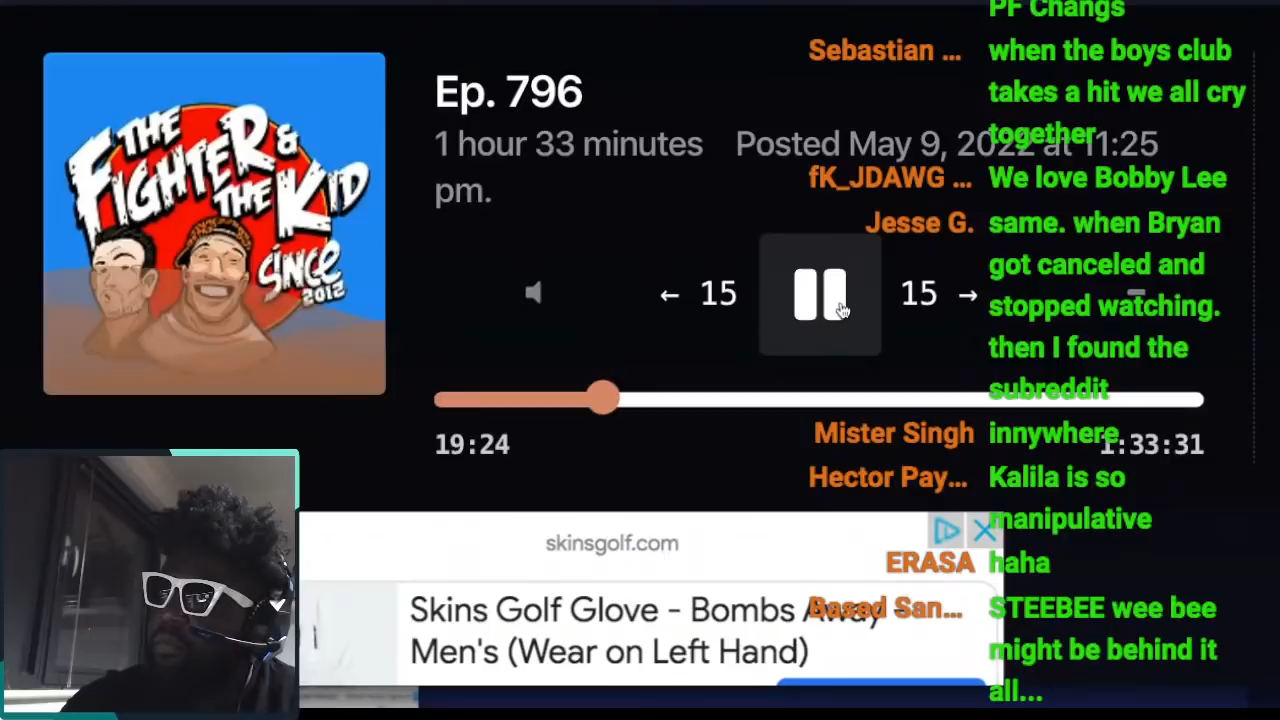 THE
FIGHTER &
THE KID
SINCE
2012
Ep. 796
1 hour 33 minutes Posted May 9, 2022 at 11:25
pm.
← 15
15 →
19:24
1:33:31
skinsgolf.com
Skins Golf Glove - Bombs Away
Men's (Wear on Left Hand)
PF Changs
Sebastian ... when the boys club
takes a hit we all cry
together
fK_JDAWG ... We love Bobby Lee
Jesse G. same. when Bryan
got canceled and
stopped watching.
then I found the
subreddit
Mister Singh innywhere
Hector Pay... Kalila is so
manipulative
ERASA haha
Based San... STEEBEE wee bee
might be behind it
all...